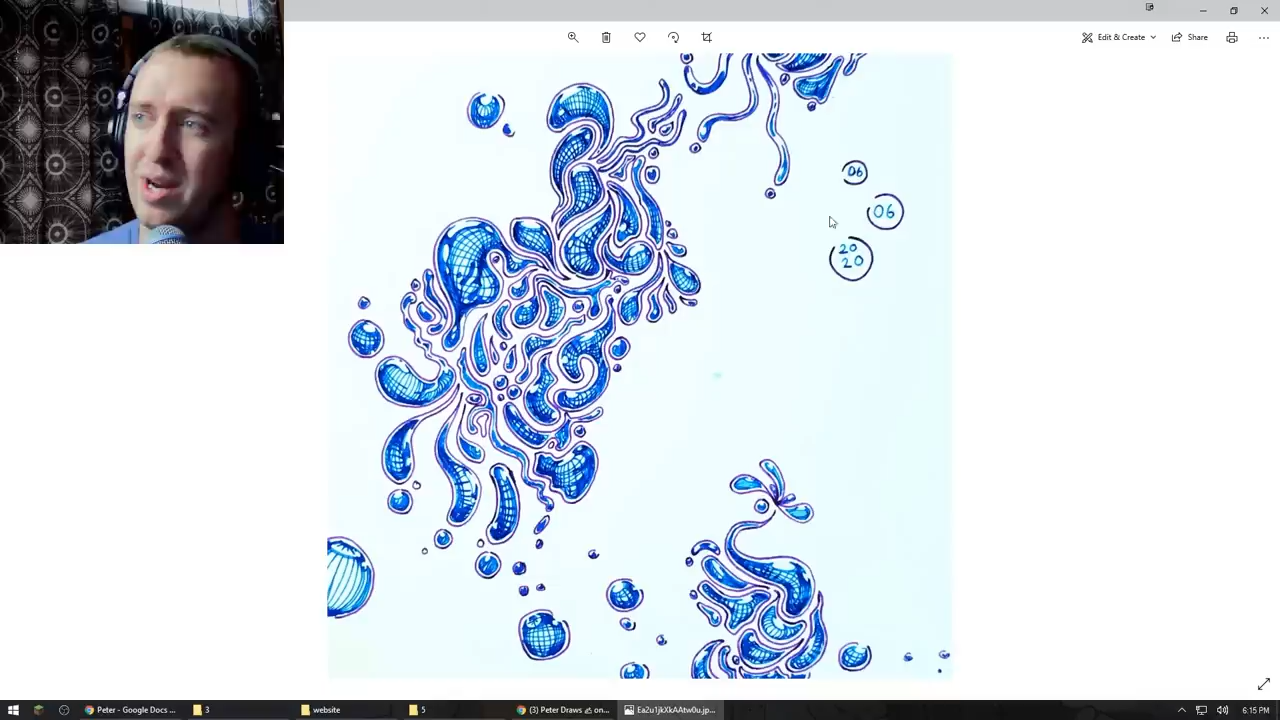 Edit & Create
Share
06
06
20
20
Peter - Google Docs ...
3
website
5
(3) Peter Draws ✍ on...
Ea2u1jkXkAAtw0u.jp...
6:15 PM